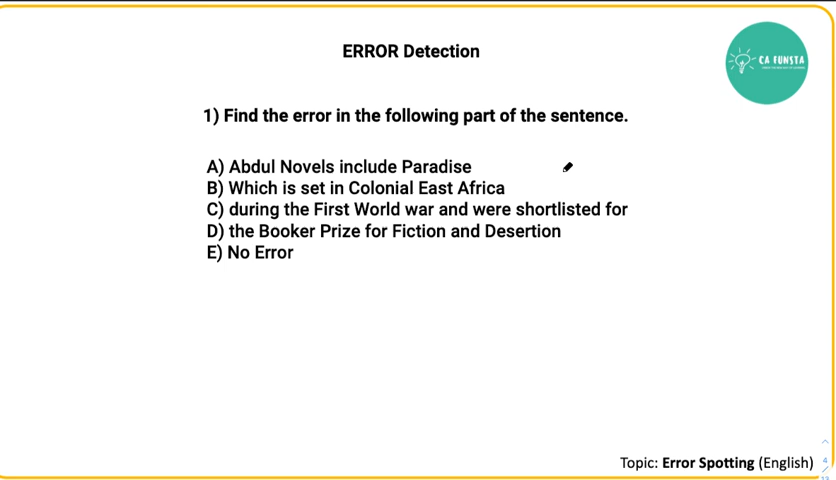 ERROR Detection
CA FUNSTA
1) Find the error in the following part of the sentence.
A) Abdul Novels include Paradise
B) Which is set in Colonial East Africa
C) during the First World war and were shortlisted for
D) the Booker Prize for Fiction and Desertion
E) No Error
Topic: Error Spotting (English)
4